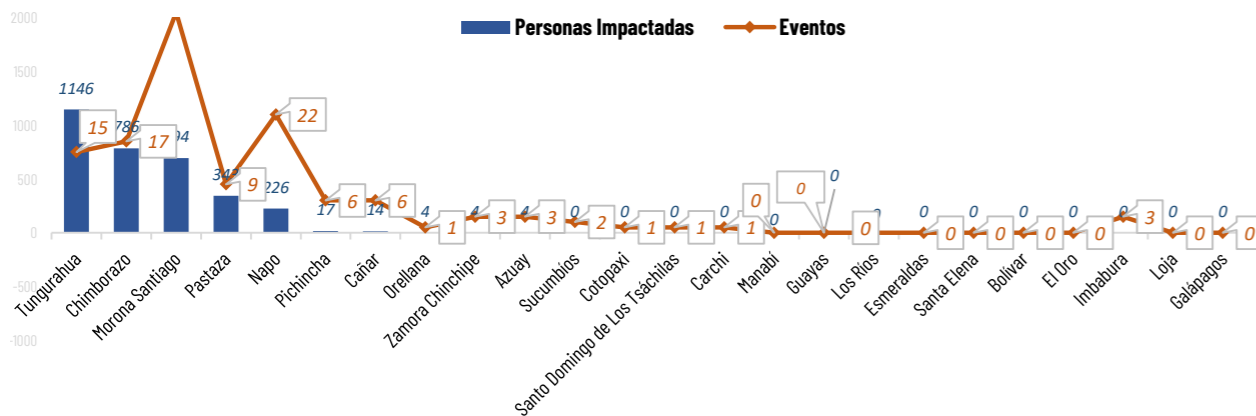 2000
Personas Impactadas
Eventos
1500
1146
1000
786
15
17
22
500
9
226
17
6
14
6
4
1
4
3
4
3
0
2
0
1
0
1
0
1
0
0
0
0
0
0
0
0
0
0
0
0
0
0
3
0
0
0
0
0
-500
-1000
Tungurahua
Chimborazo
Morona Santiago
Pastaza
Napo
Pichincha
Cañar
Orellana
Zamora Chinchipe
Azuay
Sucumbios
Cotopaxi
Santo Domingo de Los Tsáchilas
Carchi
Manabí
Guayas
Los Ríos
Esmeraldas
Santa Elena
Bolívar
El Oro
Imbabura
Loja
Galápagos